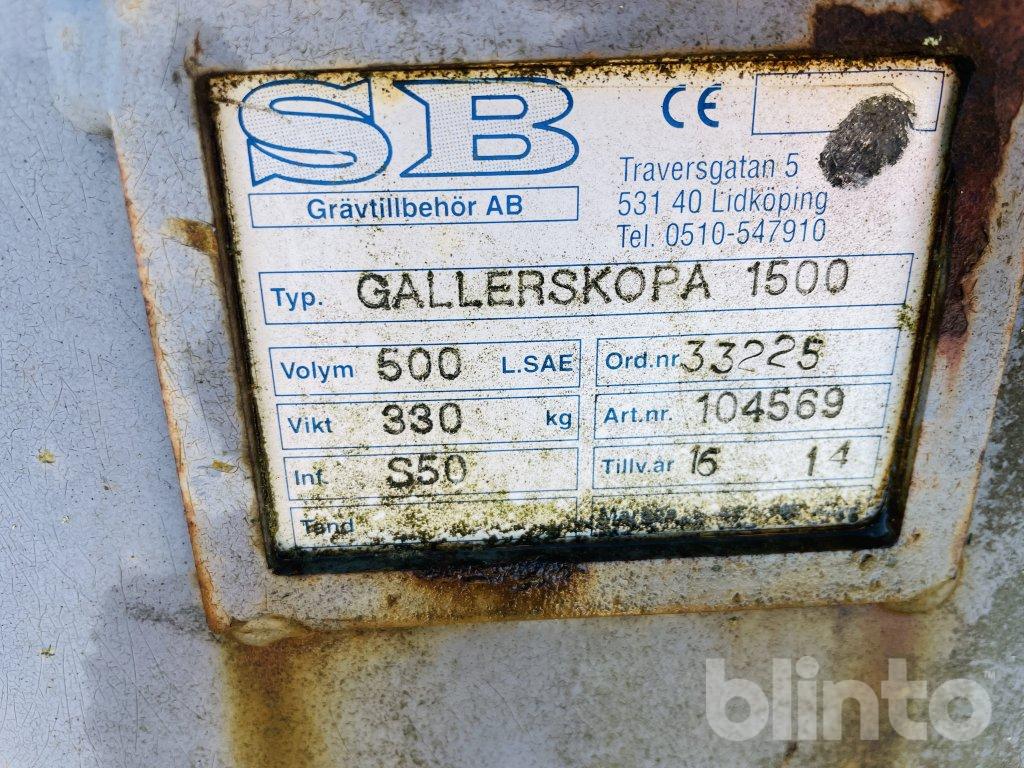 SB
Grävtillbehör AB
CE
Traversgatan 5
531 40 Lidköping
Tel. 0510-547910
Typ. GALLERSKOPA 1500
Volym 500 L.SAE
Ord.nr 33225
Vikt 330 kg
Art.nr. 104569
Inf. S50
Tillv.år 16 14
Tand
blinto